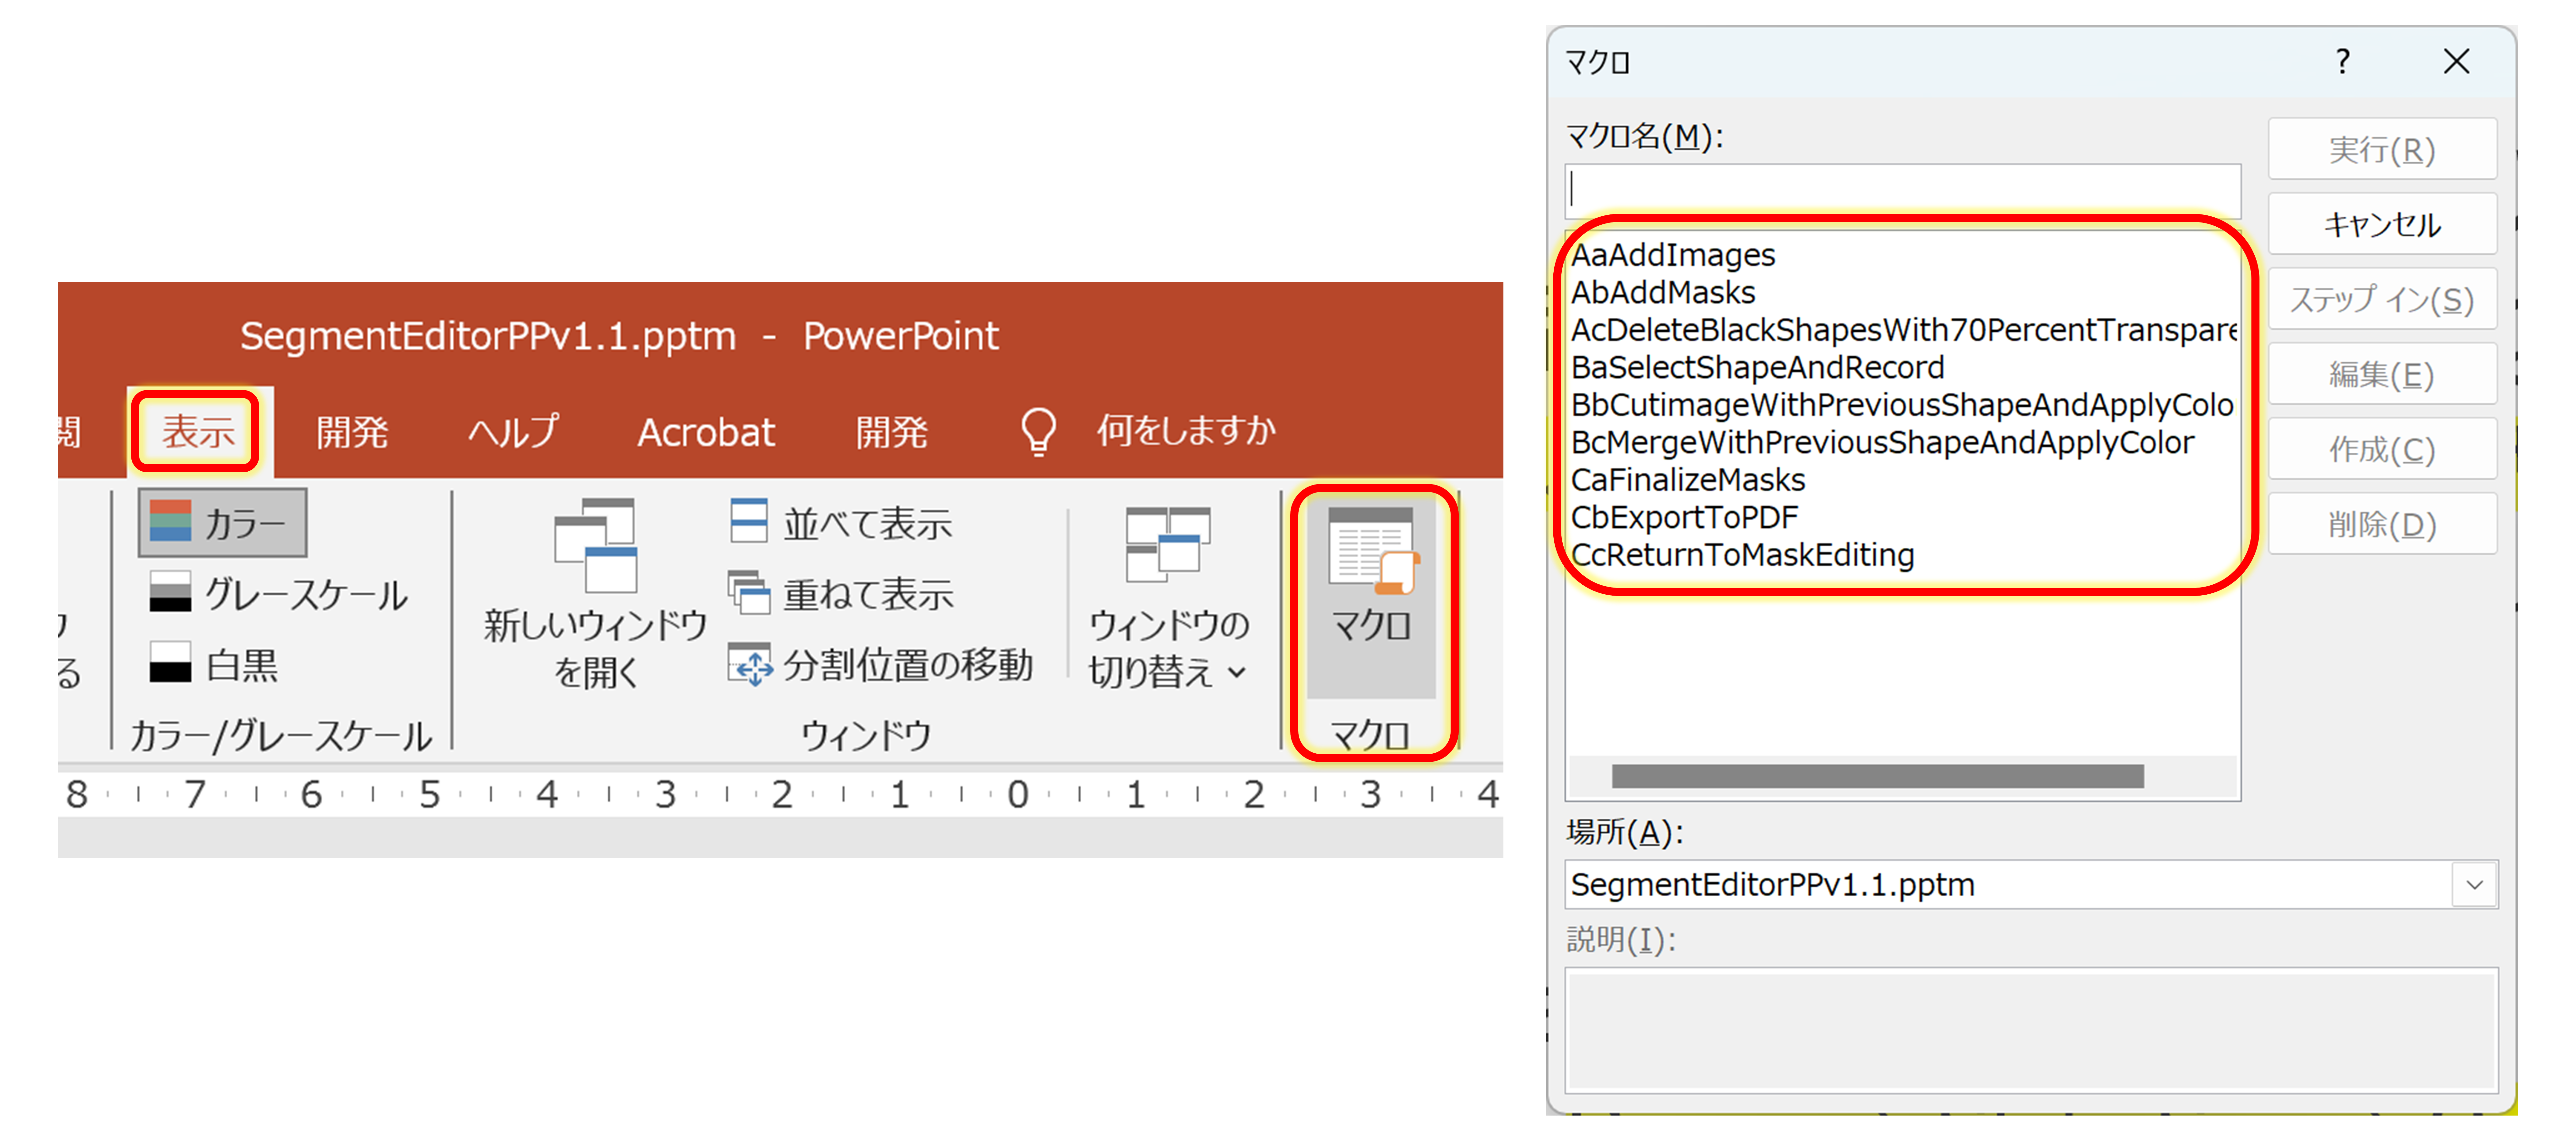 SegmentEditorPPv1.1.pptm - PowerPoint
閲 表示 開発 ヘルプ Acrobat 開発 何をしますか
カラー
グレースケール
白黒
カラー/グレースケール
る
新しいウィンドウ
を開く
並べて表示
重ねて表示
分割位置の移動
ウィンドウの
切り替え
ウィンドウ
マクロ
マクロ
8 7 6 5 4 3 2 1 0 1 2 3 4
マクロ ?
マクロ名(M):
AaAddImages
AbAddMasks
AcDeleteBlackShapesWith70PercentTranspare
BaSelectShapeAndRecord
BbCutimageWithPreviousShapeAndApplyColo
BcMergeWithPreviousShapeAndApplyColor
CaFinalizeMasks
CbExportToPDF
CcReturnToMaskEditing
実行(R)
キャンセル
ステップ イン(S)
編集(E)
作成(C)
削除(D)
場所(A):
SegmentEditorPPv1.1.pptm
説明(I):